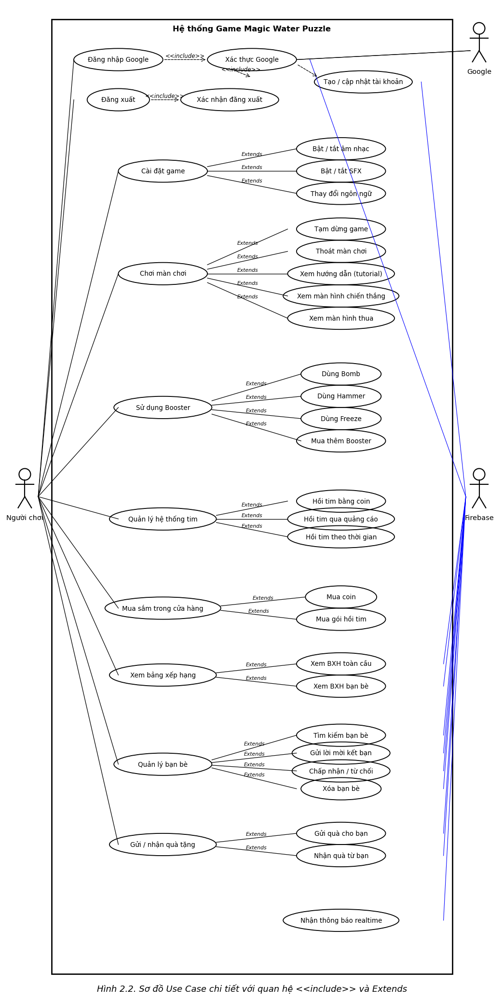 Hệ thống Game Magic Water Puzzle
Google
Đăng nhập Google
<<include>>
Xác thực Google
<<include>>
Tạo / cập nhật tài khoản
Đăng xuất
<<include>>
Xác nhận đăng xuất
Cài đặt game
Extends
Bật / tắt âm nhạc
Extends
Bật / tắt SFX
Extends
Thay đổi ngôn ngữ
Chơi màn chơi
Extends
Tạm dừng game
Extends
Thoát màn chơi
Extends
Xem hướng dẫn (tutorial)
Extends
Xem màn hình chiến thắng
Extends
Xem màn hình thua
Sử dụng Booster
Extends
Dùng Bomb
Extends
Dùng Hammer
Extends
Dùng Freeze
Extends
Mua thêm Booster
Người chơi
Firebase
Quản lý hệ thống tim
Extends
Hồi tim bằng coin
Extends
Hồi tim qua quảng cáo
Extends
Hồi tim theo thời gian
Mua sắm trong cửa hàng
Extends
Mua coin
Extends
Mua gói hồi tim
Xem bảng xếp hạng
Extends
Xem BXH toàn cầu
Extends
Xem BXH bạn bè
Quản lý bạn bè
Extends
Tìm kiếm bạn bè
Extends
Gửi lời mời kết bạn
Extends
Chấp nhận / từ chối
Extends
Xóa bạn bè
Gửi / nhận quà tặng
Extends
Gửi quà cho bạn
Extends
Nhận quà từ bạn
Nhận thông báo realtime
Hình 2.2. Sơ đồ Use Case chi tiết với quan hệ <<include>> và Extends